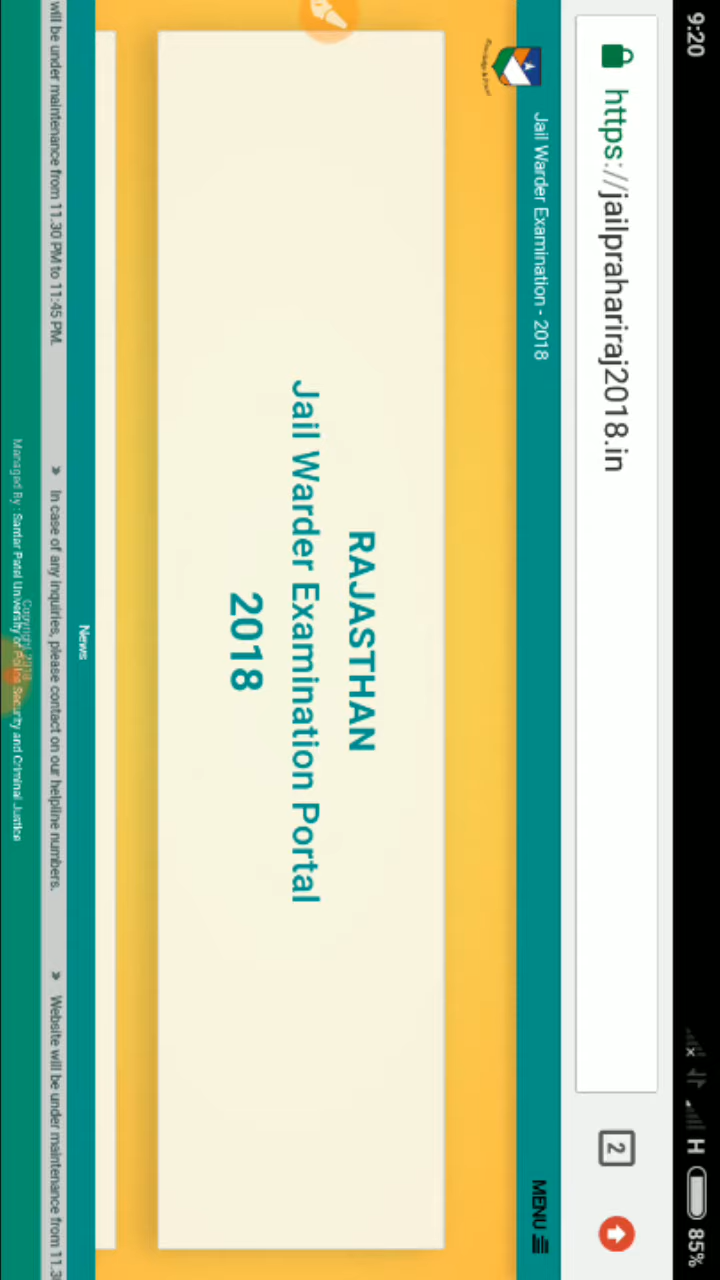 9:20
H 85%
https://jailprahariraj2018.in
2
Jail Warder Examination - 2018
MENU
RAJASTHAN
Jail Warder Examination Portal
2018
News
will be under maintenance from 11.30 PM to 11:45 PM. » In case of any inquiries, please contact on our helpline numbers. » Website will be under maintenance from 11.3
Copyright 2018
Managed By : Sardar Patel University of Police Security and Criminal Justice